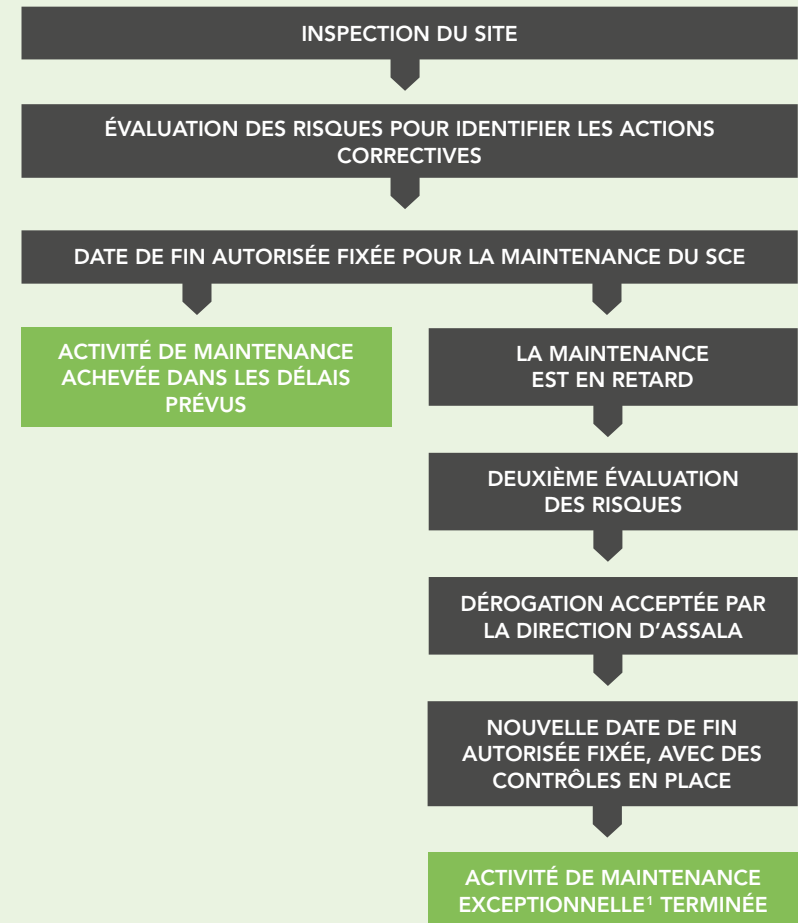 INSPECTION DU SITE
ÉVALUATION DES RISQUES POUR IDENTIFIER LES ACTIONS
CORRECTIVES
DATE DE FIN AUTORISÉE FIXÉE POUR LA MAINTENANCE DU SCE
ACTIVITÉ DE MAINTENANCE
ACHEVÉE DANS LES DÉLAIS
PRÉVUS
LA MAINTENANCE
EST EN RETARD
DEUXIÈME ÉVALUATION
DES RISQUES
DÉROGATION ACCEPTÉE PAR
LA DIRECTION D’ASSALA
NOUVELLE DATE DE FIN
AUTORISÉE FIXÉE, AVEC DES
CONTRÔLES EN PLACE
ACTIVITÉ DE MAINTENANCE
EXCEPTIONNELLE¹ TERMINÉE